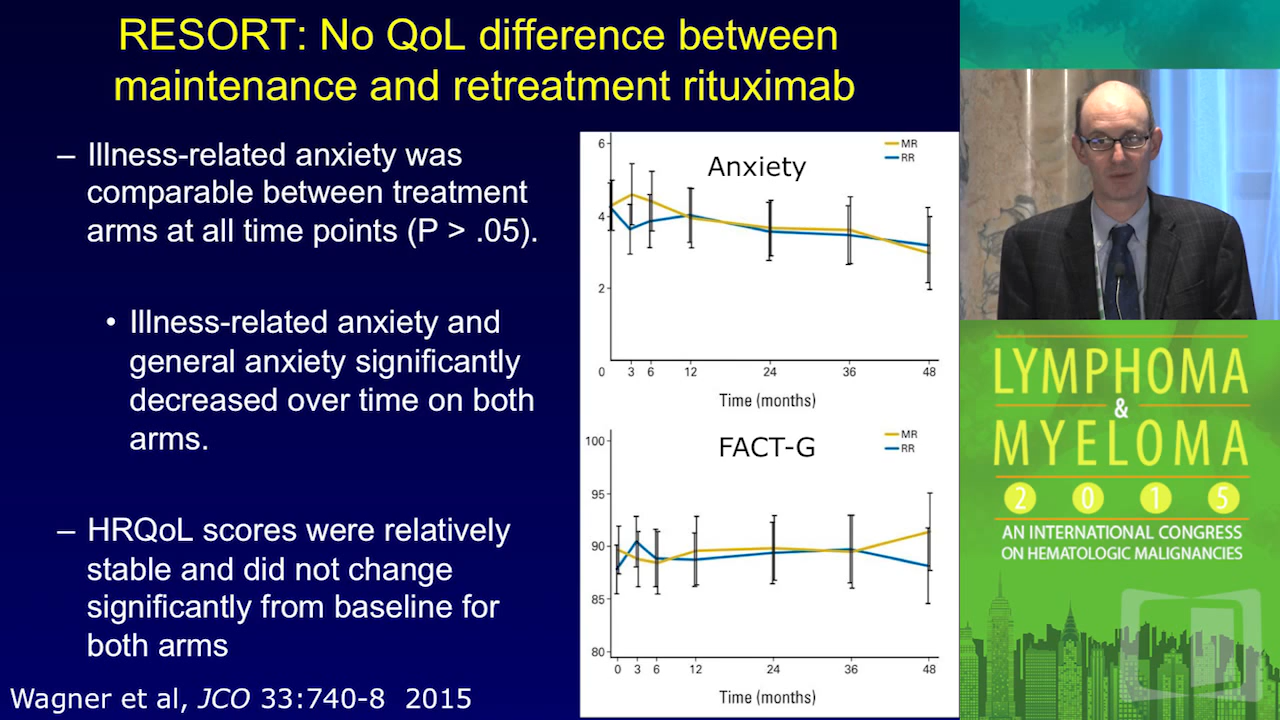 RESORT: No QoL difference between
maintenance and retreatment rituximab
– Illness-related anxiety was
comparable between treatment
arms at all time points (P > .05).
• Illness-related anxiety and
general anxiety significantly
decreased over time on both
arms.
– HRQoL scores were relatively
stable and did not change
significantly from baseline for
both arms
Wagner et al, JCO 33:740-8 2015
Anxiety
MR
RR
6
4
2
0 3 6 12 24 36 48
Time (months)
FACT-G
MR
RR
100
95
90
85
80
0 3 6 12 24 36 48
Time (months)
LYMPHOMA
&
MYELOMA
2 0 1 5
AN INTERNATIONAL CONGRESS
ON HEMATOLOGIC MALIGNANCIES